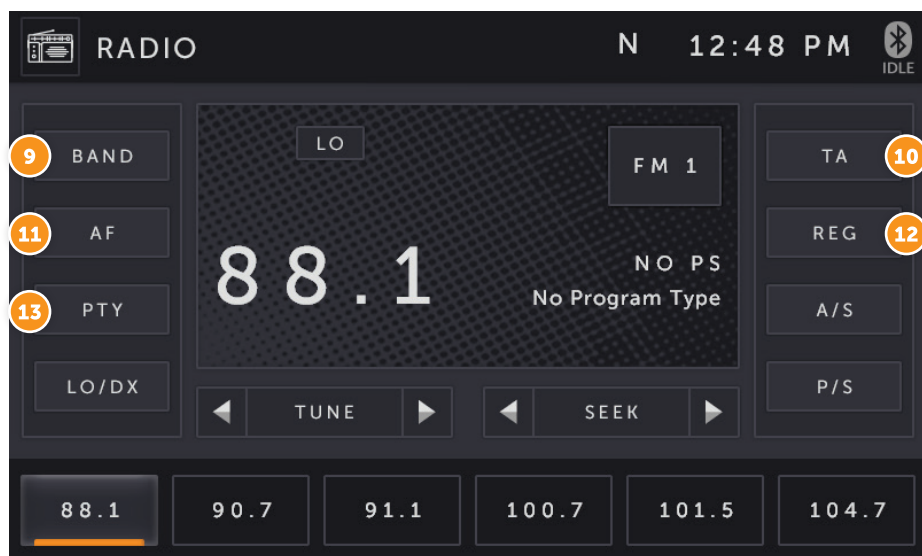 RADIO N 12:48 PM
IDLE
9 BAND
11 AF
13 PTY
LO/DX
LO
FM 1
88.1
NO PS
No Program Type
TUNE
SEEK
TA 10
REG 12
A/S
P/S
88.1 90.7 91.1 100.7 101.5 104.7